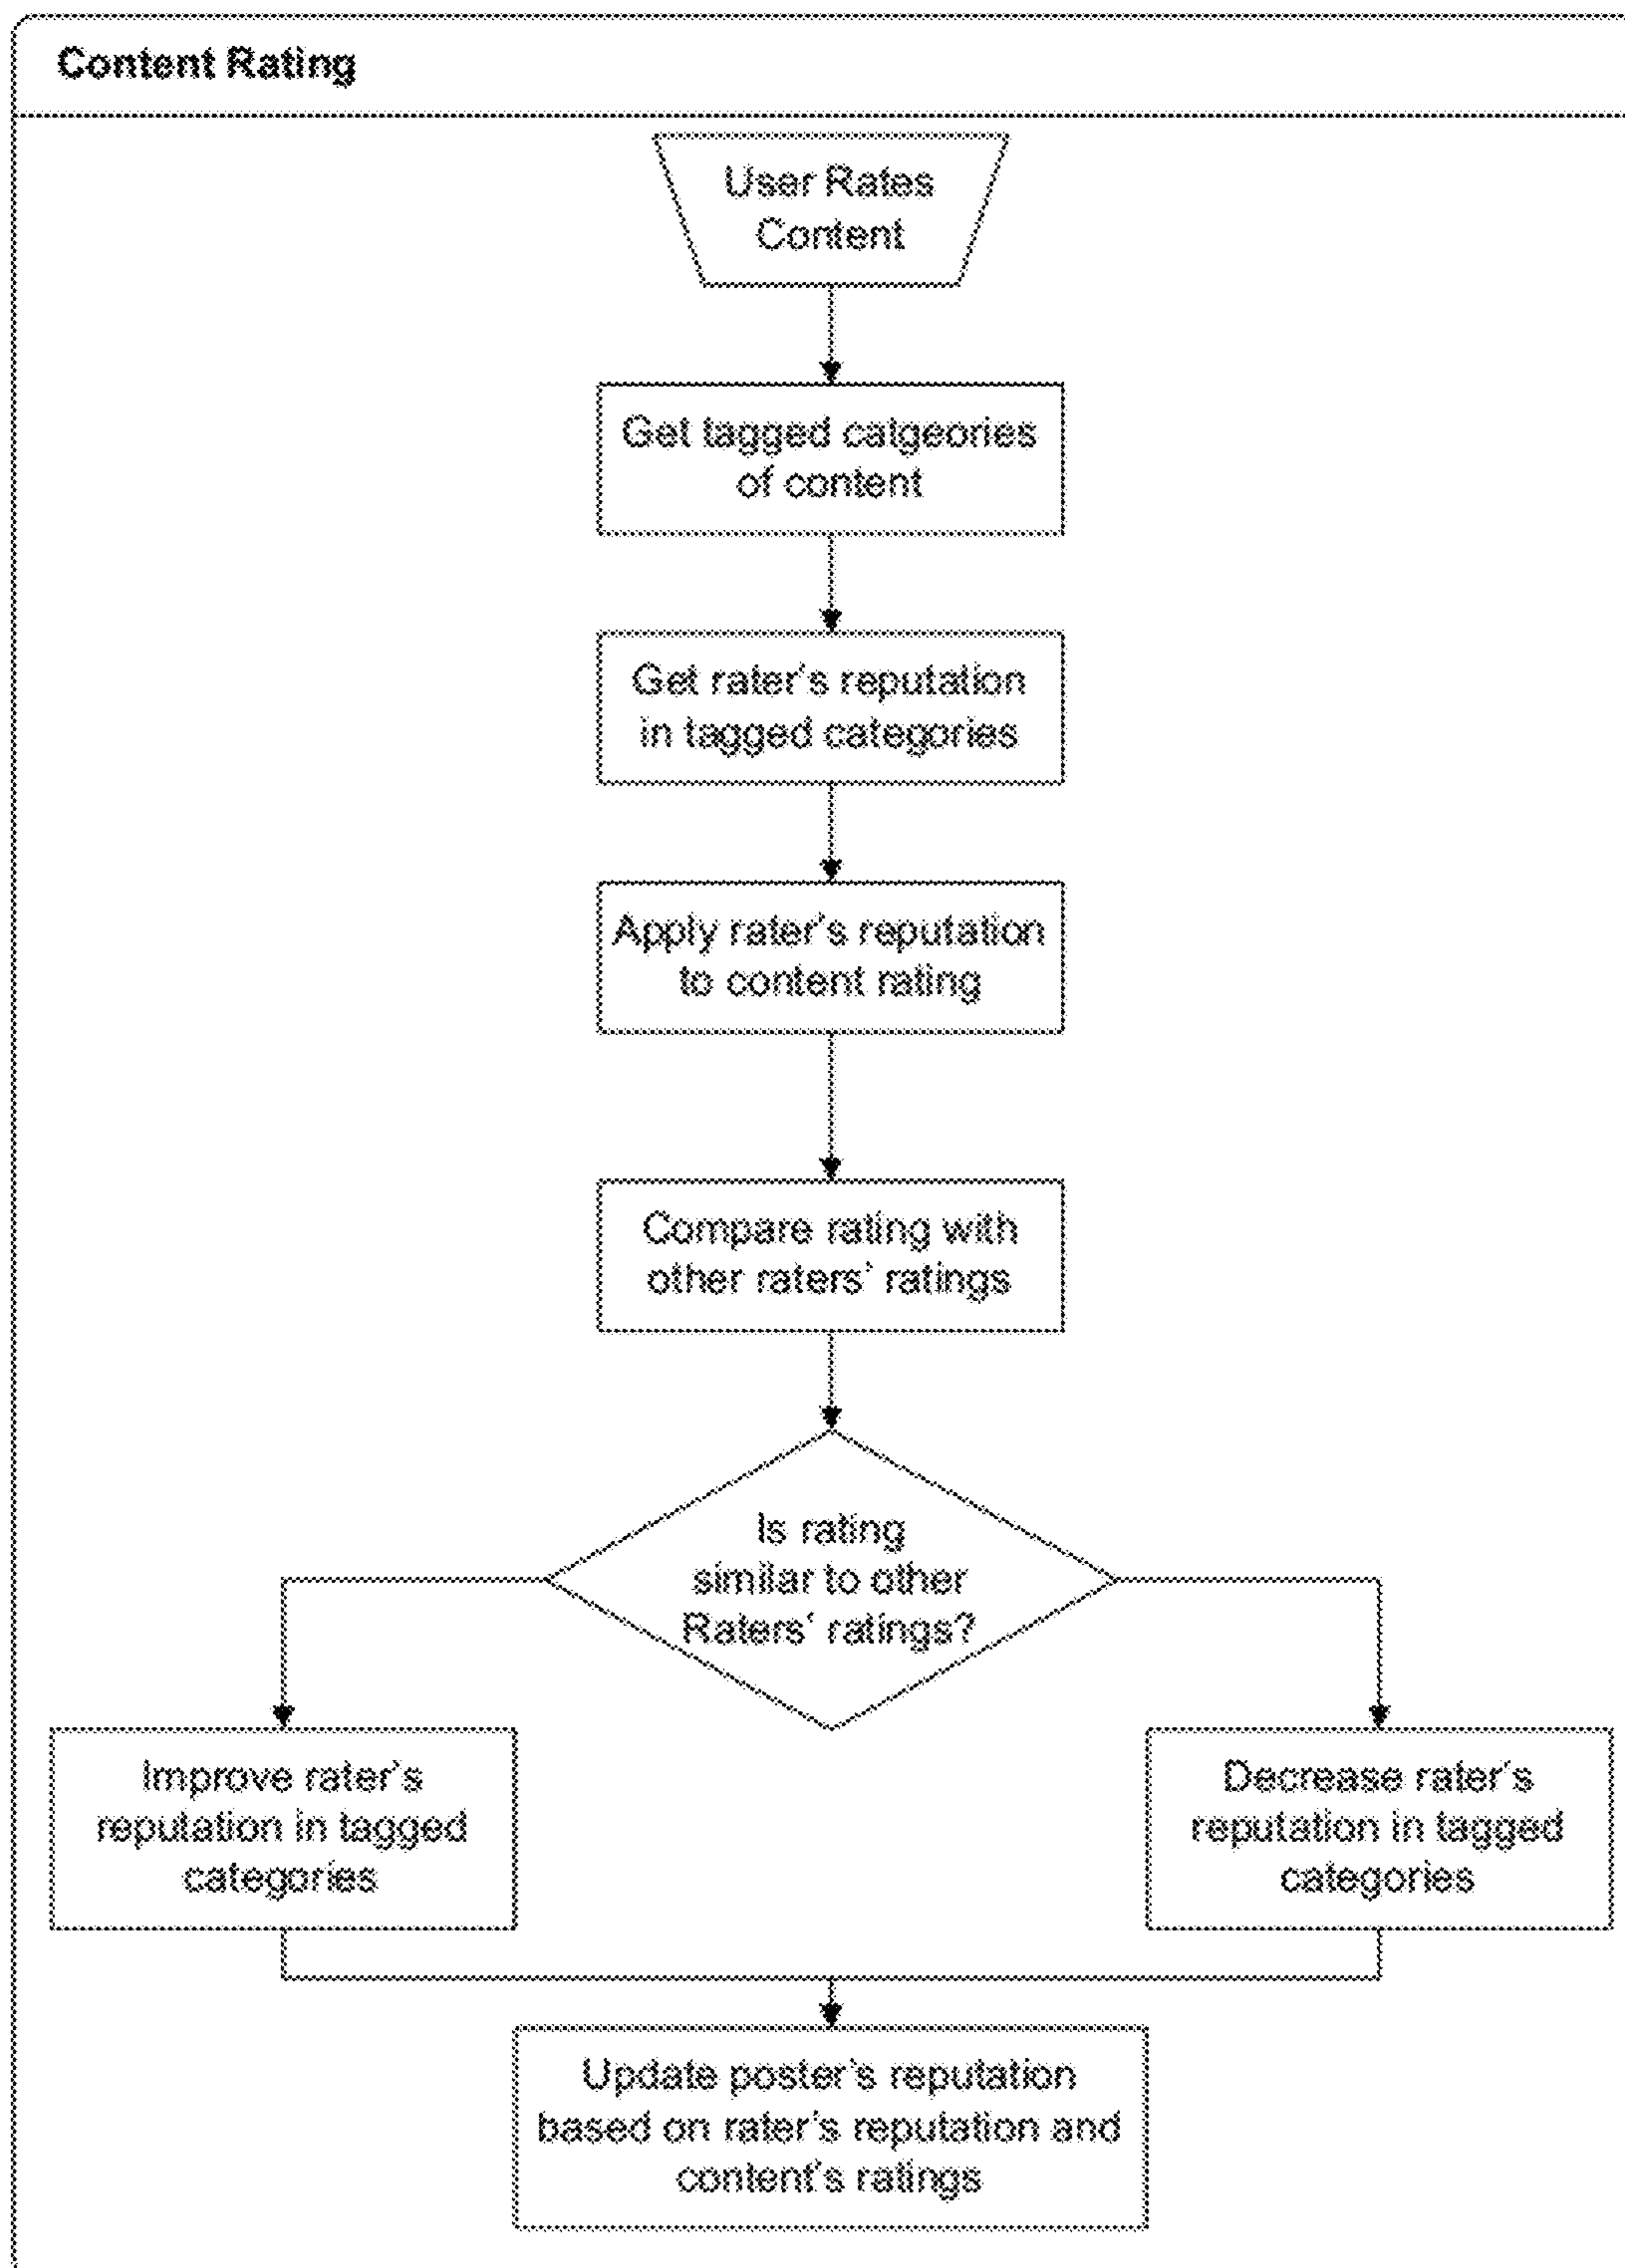 Content Rating
User Rates
Content
Get tagged catgeories
of content
Get rater's reputation
in tagged categories
Apply rater's reputation
to content rating
Compare rating with
other raters' ratings
Is rating
similar to other
Raters' ratings?
Improve rater's
reputation in tagged
categories
Decrease rater's
reputation in tagged
categories
Update poster's reputation
based on rater's reputation and
content's ratings